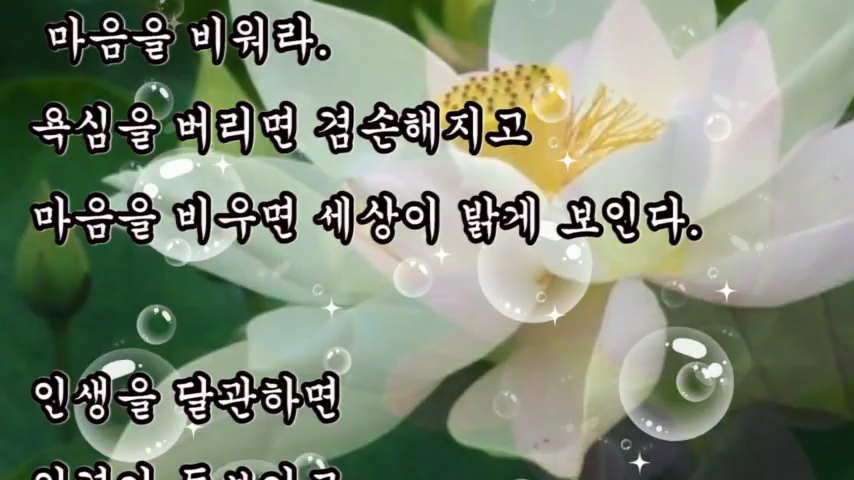 마음을 비워라.
욕심을 버리면 겸손해지고
마음을 비우면 세상이 밝게 보인다.
인생을 달관하면